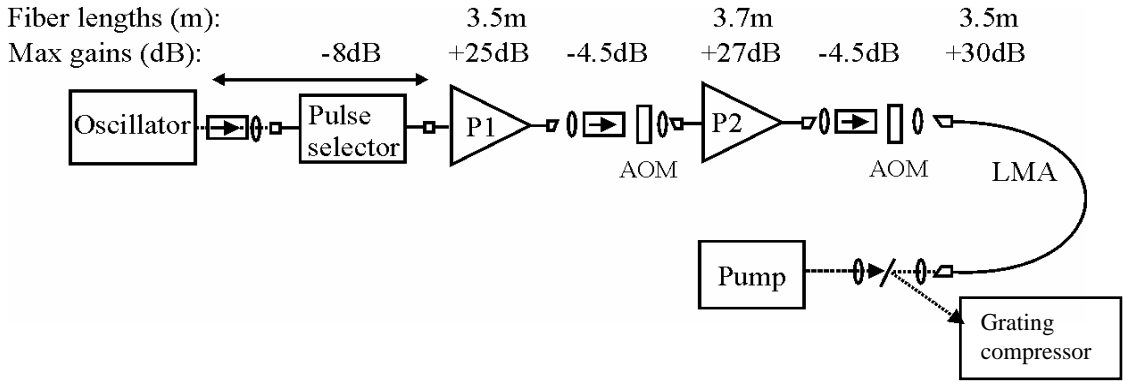 Fiber lengths (m): 3.5m 3.7m 3.5m
Max gains (dB): -8dB +25dB -4.5dB +27dB -4.5dB +30dB
Oscillator
Pulse
selector
P1
P2
AOM
AOM
LMA
Pump
Grating
compressor